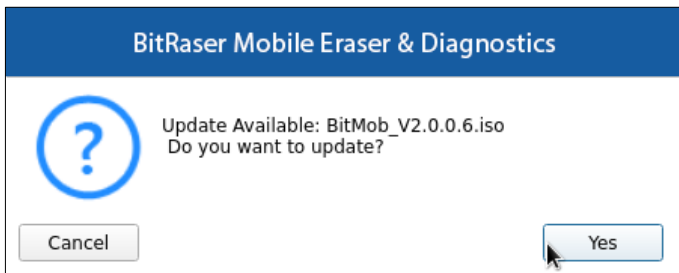 BitRaser Mobile Eraser & Diagnostics
?
Update Available: BitMob_V2.0.0.6.iso
Do you want to update?
Cancel
Yes